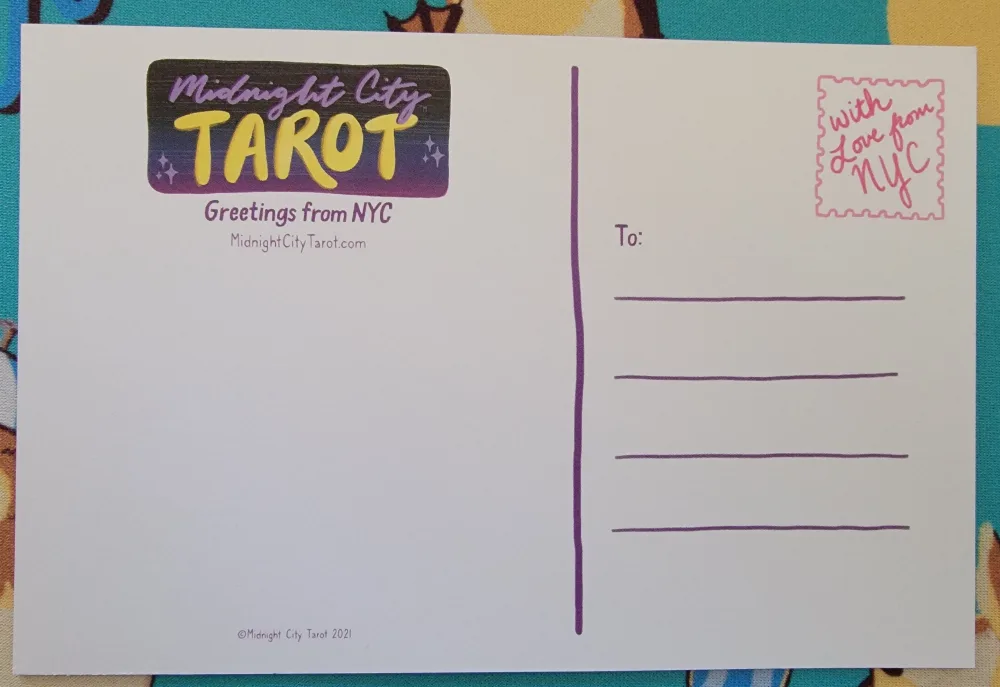 Midnight City
TAROT
Greetings from NYC
MidnightCityTarot.com
©Midnight City Tarot 2021
With
Love from
NYC
To: